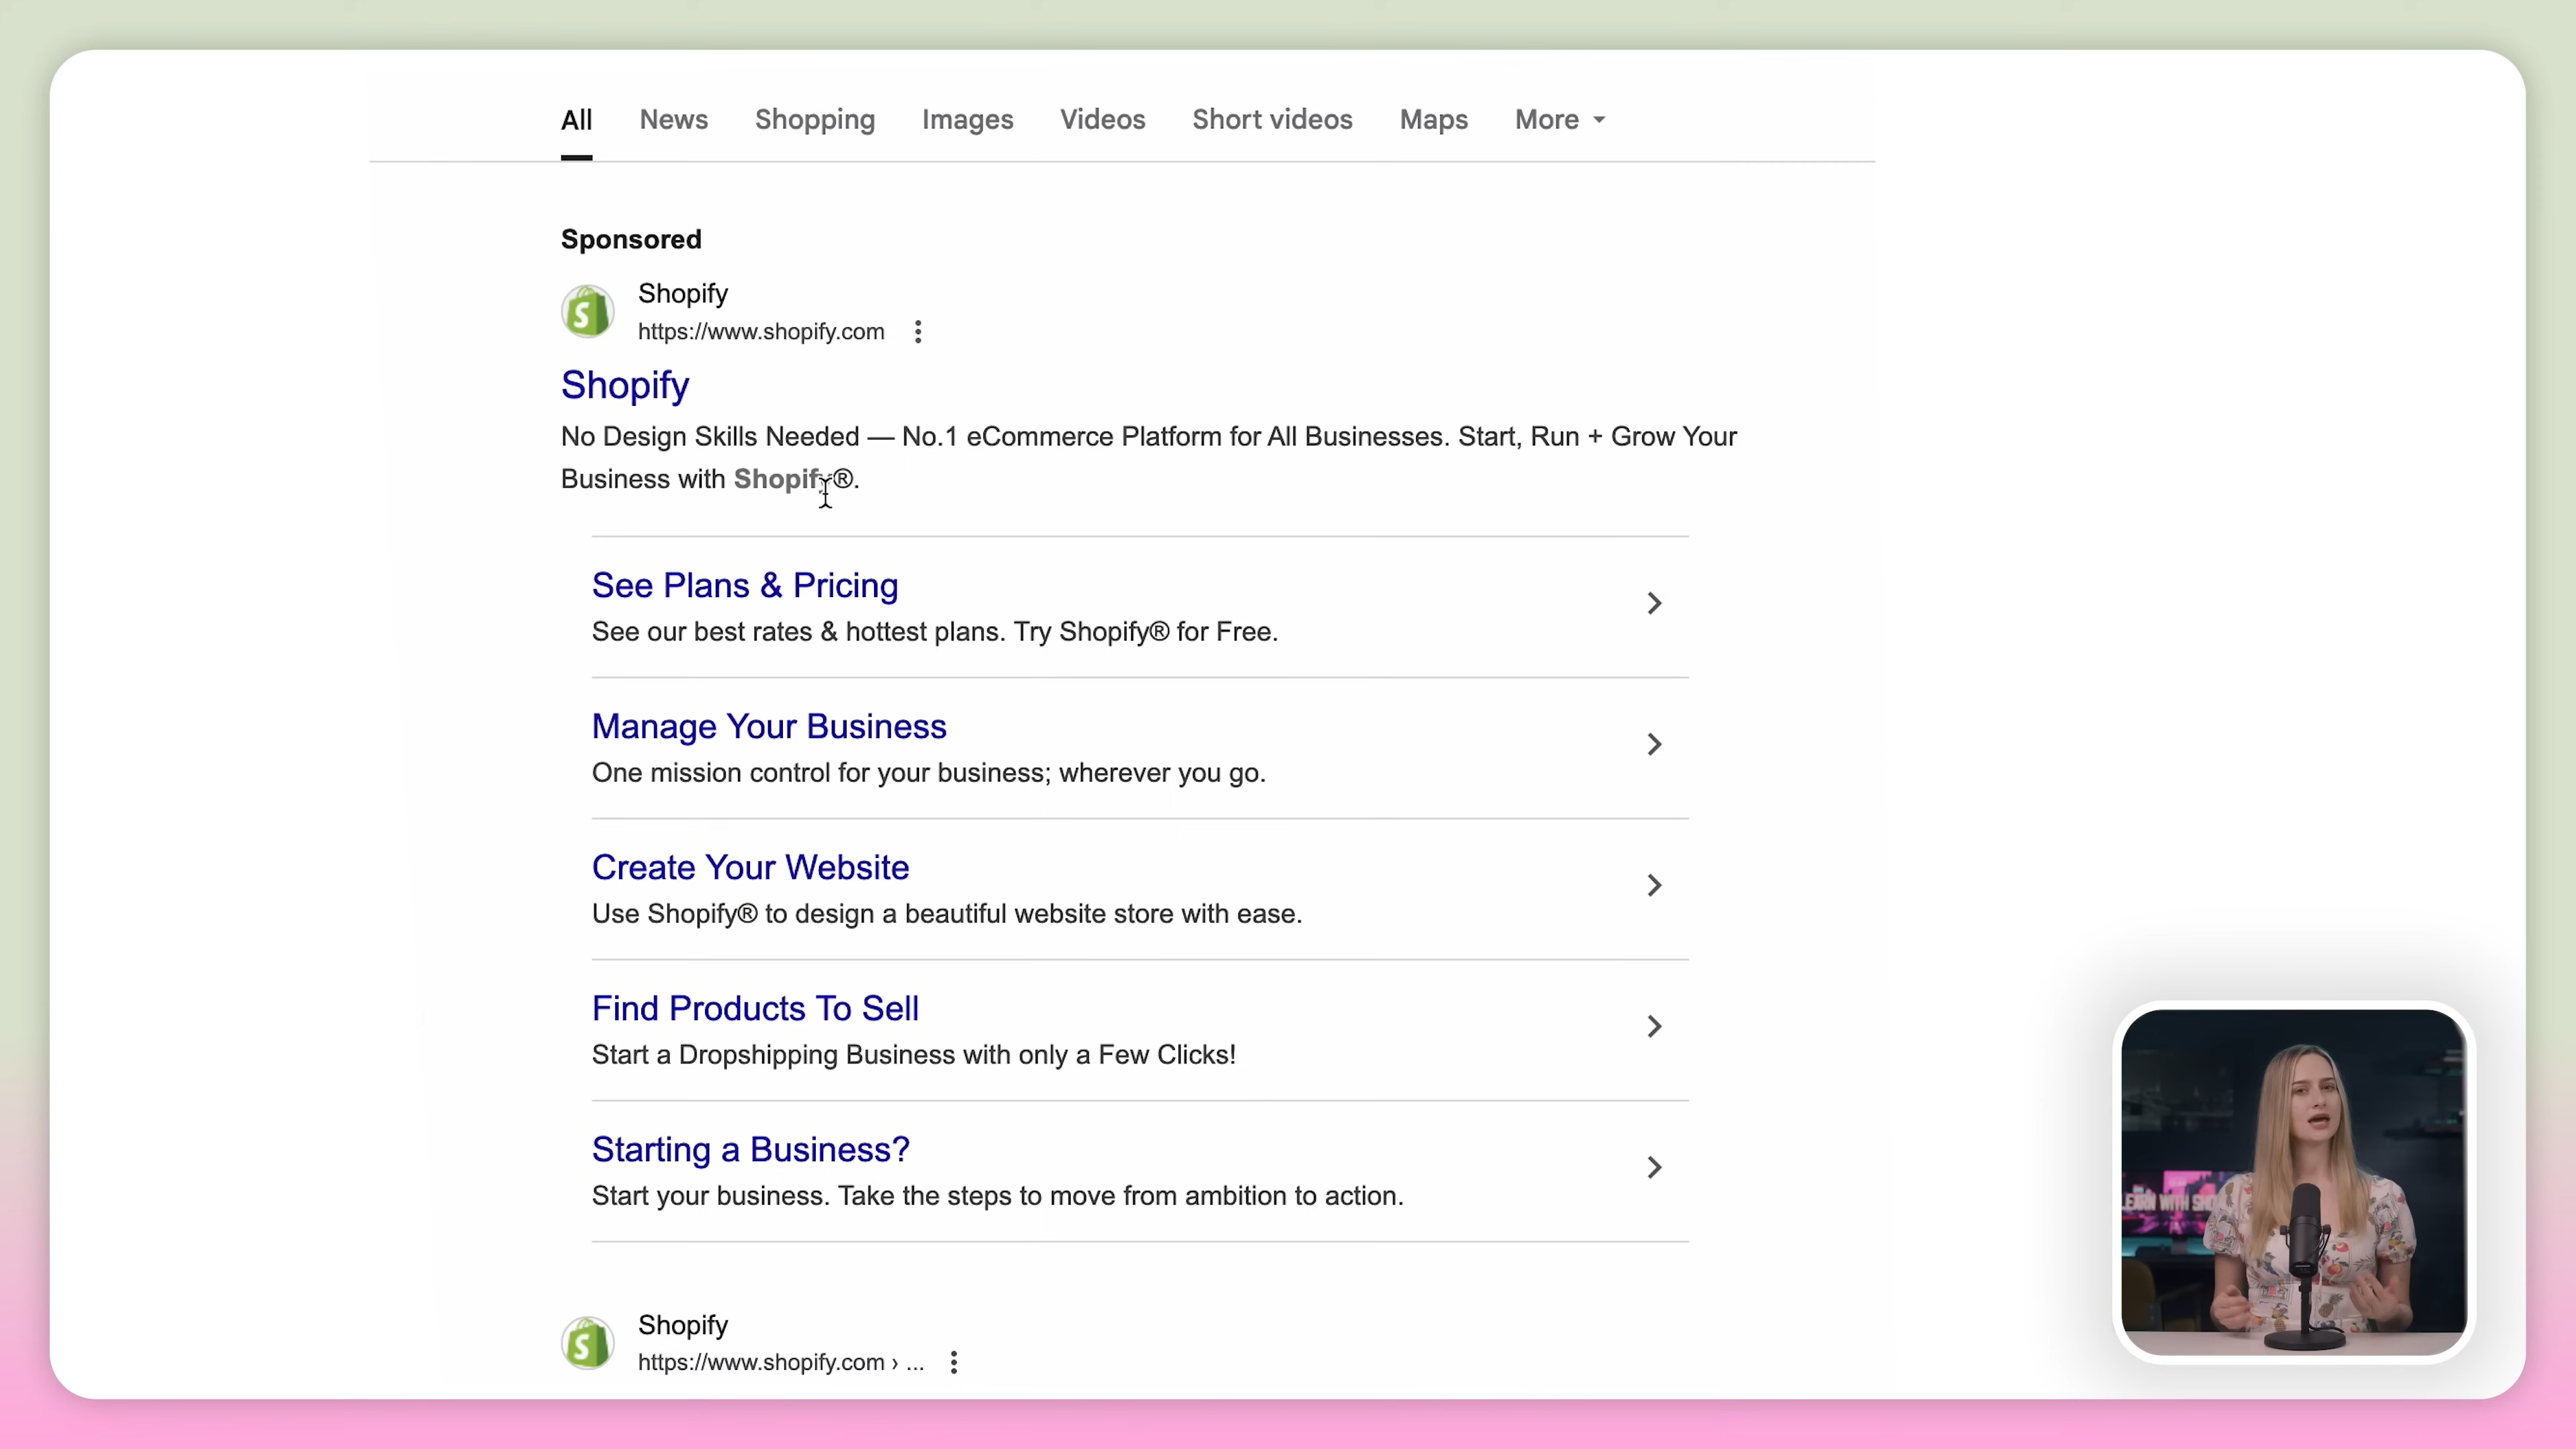 All News Shopping Images Videos Short videos Maps More
Sponsored
Shopify
https://www.shopify.com
Shopify
No Design Skills Needed — No.1 eCommerce Platform for All Businesses. Start, Run + Grow Your
Business with Shopify®.
See Plans & Pricing
See our best rates & hottest plans. Try Shopify® for Free.
Manage Your Business
One mission control for your business; wherever you go.
Create Your Website
Use Shopify® to design a beautiful website store with ease.
Find Products To Sell
Start a Dropshipping Business with only a Few Clicks!
Starting a Business?
Start your business. Take the steps to move from ambition to action.
Shopify
https://www.shopify.com › ...
LEARN WITH